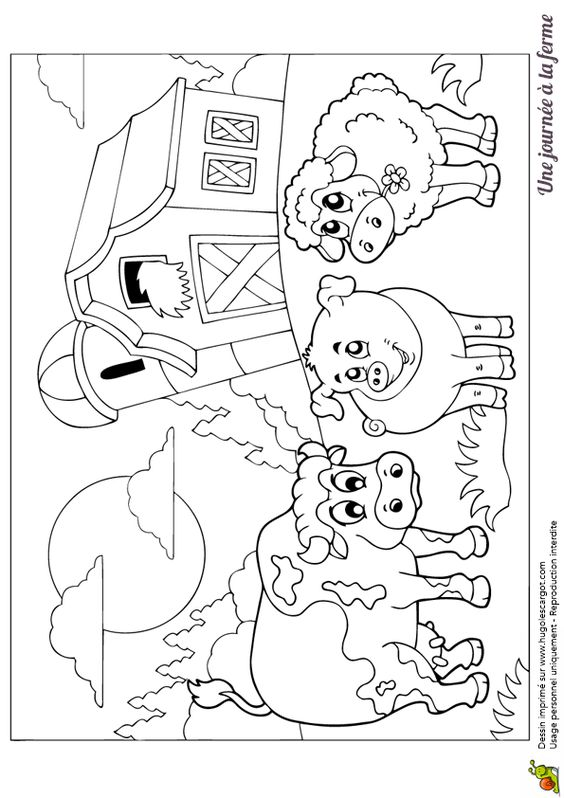 Une journée à la ferme
Dessin imprimé sur www.hugolescargot.com
Usage personnel uniquement - Reproduction interdite